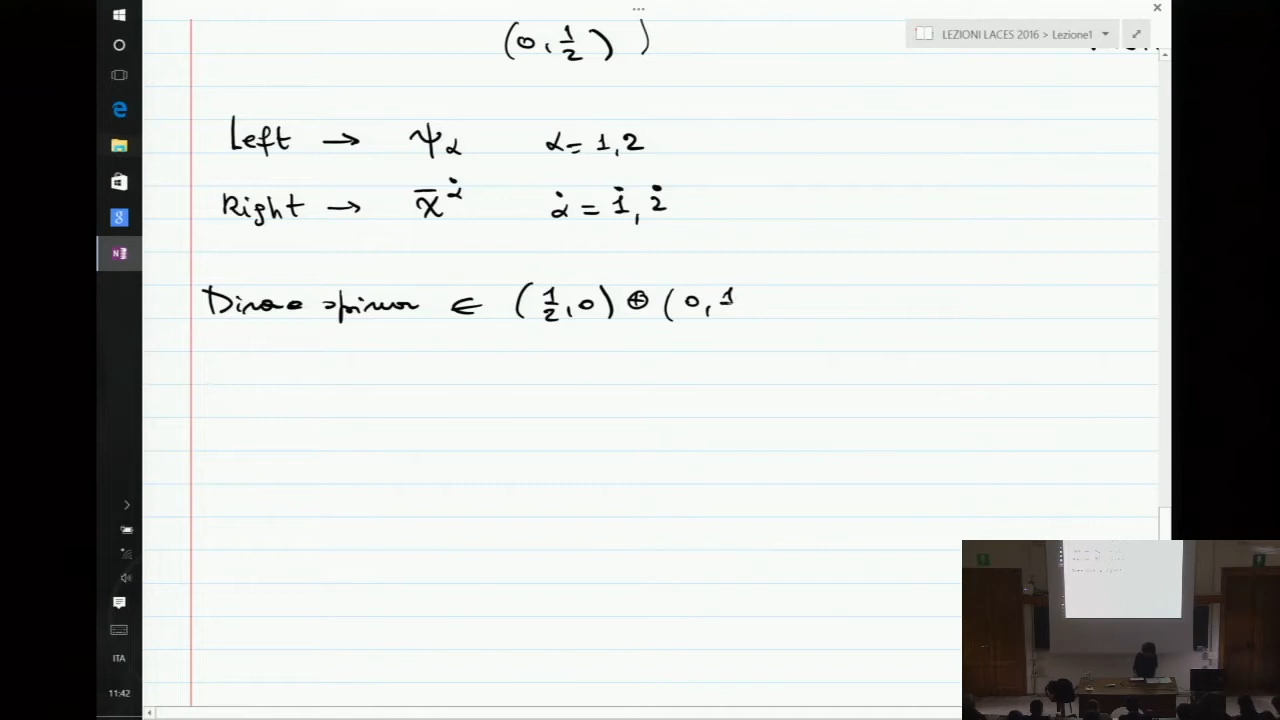 LEZIONI LACES 2016 > Lezione1
(0, 1/2) )
Left → ψ_α α = 1, 2
Right → χ̄^α̇ α̇ = 1̇, 2̇
Dirac spinor ∈ (1/2, 0) ⊕ (0, 1
ITA
11:42